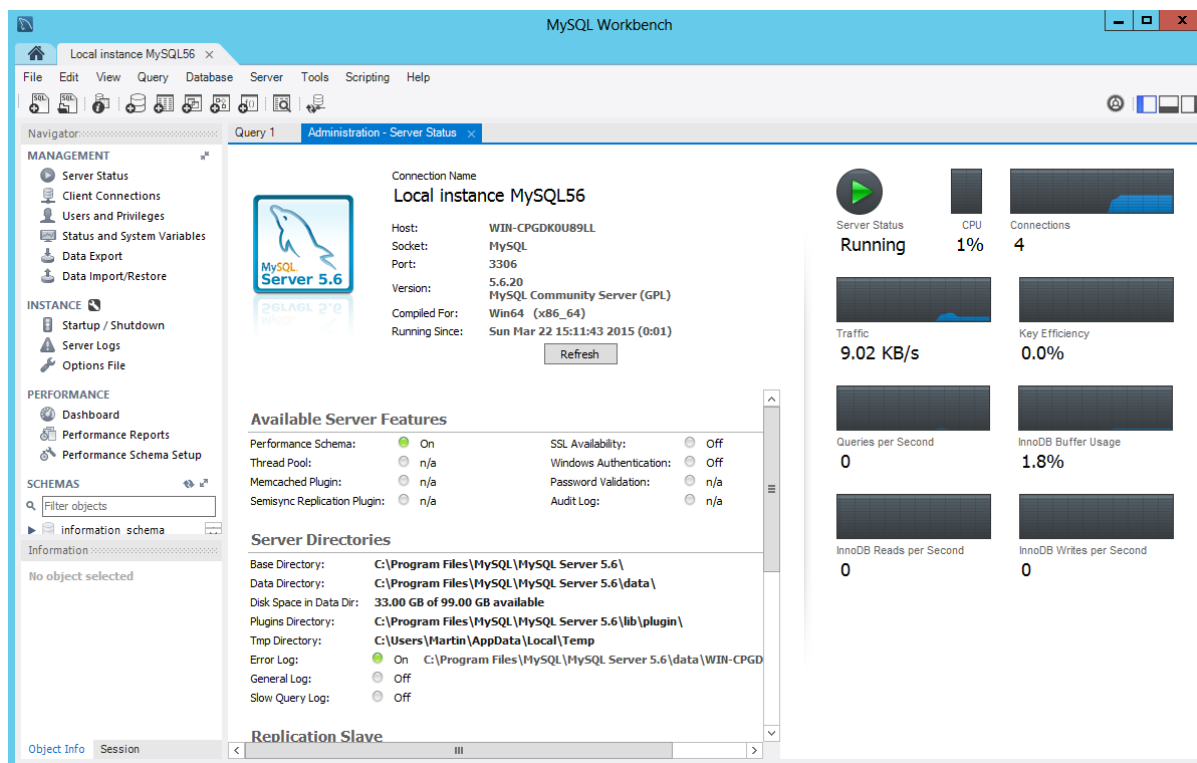 MySQL Workbench
Local instance MySQL56
File Edit View Query Database Server Tools Scripting Help
Navigator
MANAGEMENT
Server Status
Client Connections
Users and Privileges
Status and System Variables
Data Export
Data Import/Restore
INSTANCE
Startup / Shutdown
Server Logs
Options File
PERFORMANCE
Dashboard
Performance Reports
Performance Schema Setup
SCHEMAS
Filter objects
information_schema
Information
No object selected
Object Info Session
Query 1 Administration - Server Status
MySQL
Server 5.6
Connection Name
Local instance MySQL56
Host: WIN-CPGDK0U89LL
Socket: MySQL
Port: 3306
Version: 5.6.20
MySQL Community Server (GPL)
Compiled For: Win64 (x86_64)
Running Since: Sun Mar 22 15:11:43 2015 (0:01)
Refresh
Available Server Features
Performance Schema: On SSL Availability: Off
Thread Pool: n/a Windows Authentication: Off
Memcached Plugin: n/a Password Validation: n/a
Semisync Replication Plugin: n/a Audit Log: n/a
Server Directories
Base Directory: C:\Program Files\MySQL\MySQL Server 5.6\
Data Directory: C:\Program Files\MySQL\MySQL Server 5.6\data\
Disk Space in Data Dir: 33.00 GB of 99.00 GB available
Plugins Directory: C:\Program Files\MySQL\MySQL Server 5.6\lib\plugin\
Tmp Directory: C:\Users\Martin\AppData\Local\Temp
Error Log: On C:\Program Files\MySQL\MySQL Server 5.6\data\WIN-CPGD
General Log: Off
Slow Query Log: Off
Replication Slave
Server Status CPU Connections
Running 1% 4
Traffic Key Efficiency
9.02 KB/s 0.0%
Queries per Second InnoDB Buffer Usage
0 1.8%
InnoDB Reads per Second InnoDB Writes per Second
0 0